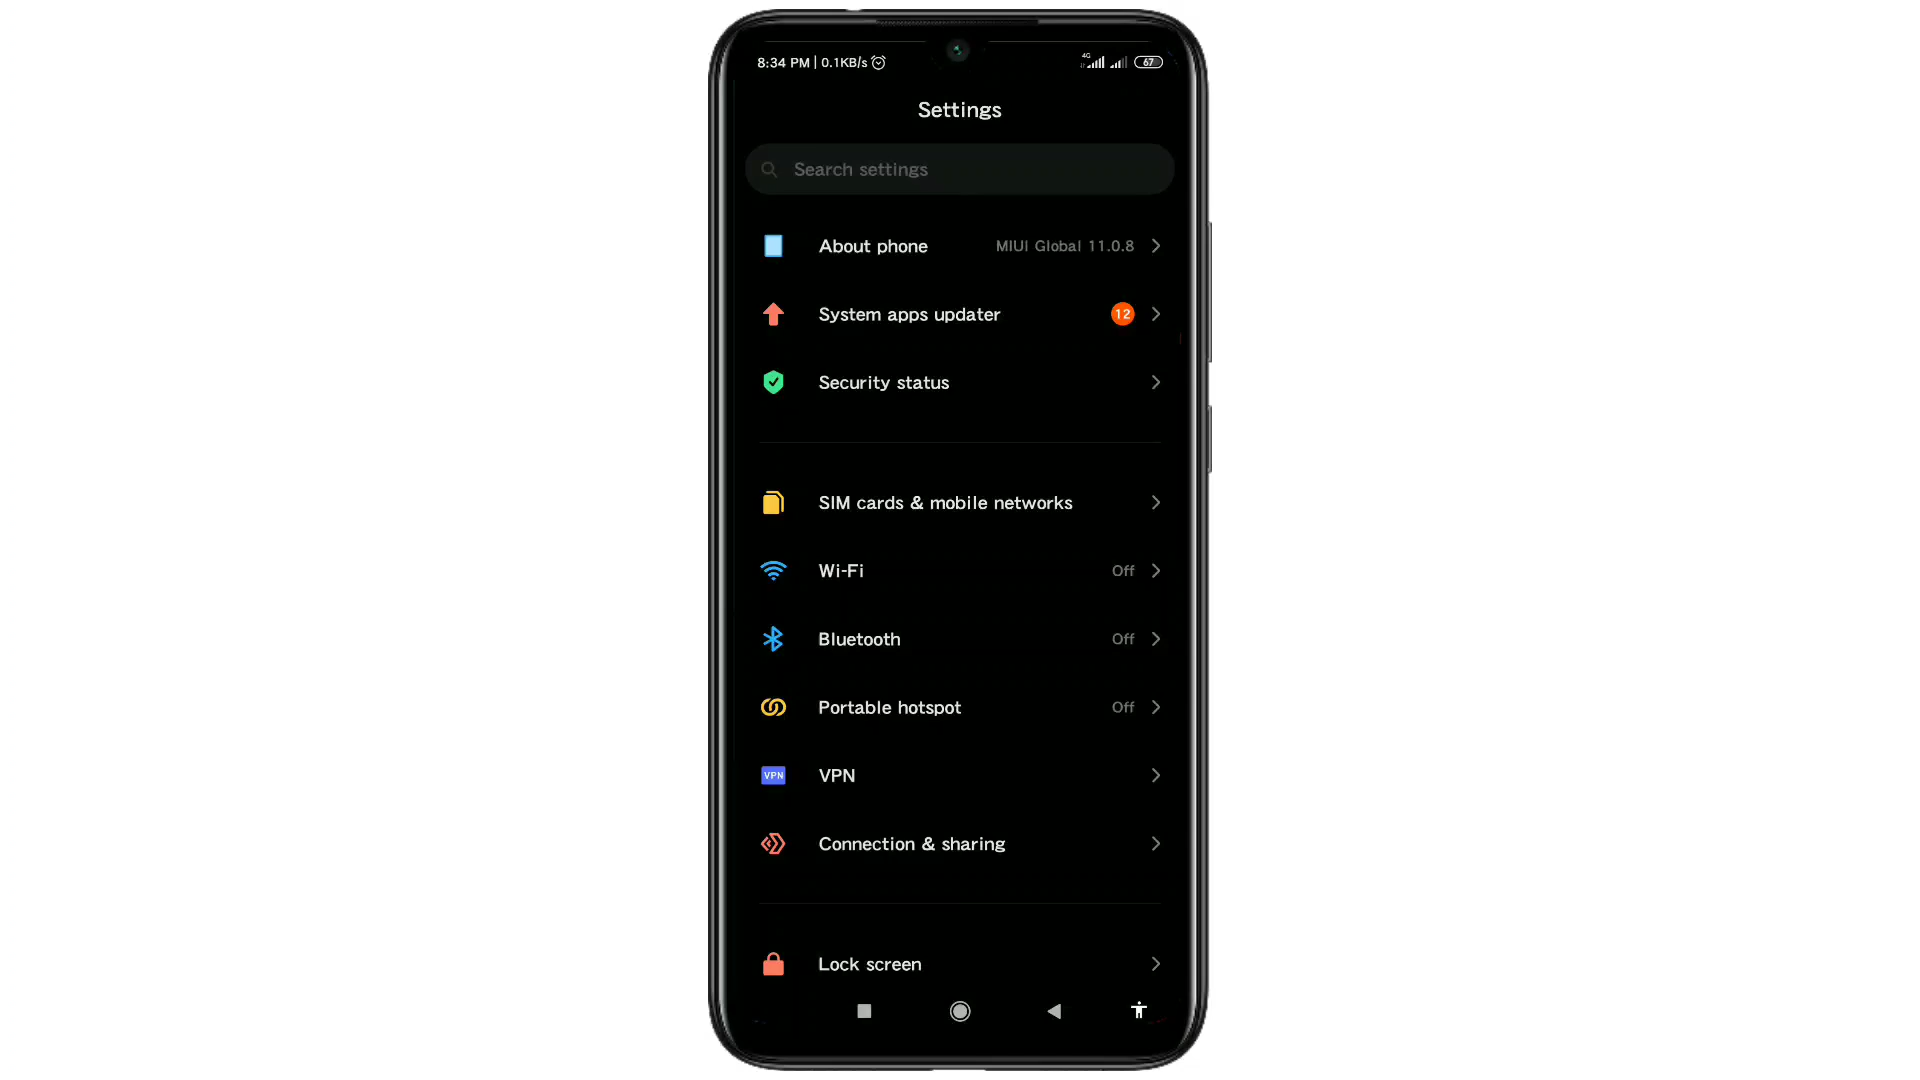 8:34 PM | 0.1KB/s 4G 67
Settings
Search settings
About phone MIUI Global 11.0.8
System apps updater 12
Security status
SIM cards & mobile networks
Wi-Fi Off
Bluetooth Off
Portable hotspot Off
VPN VPN
Connection & sharing
Lock screen